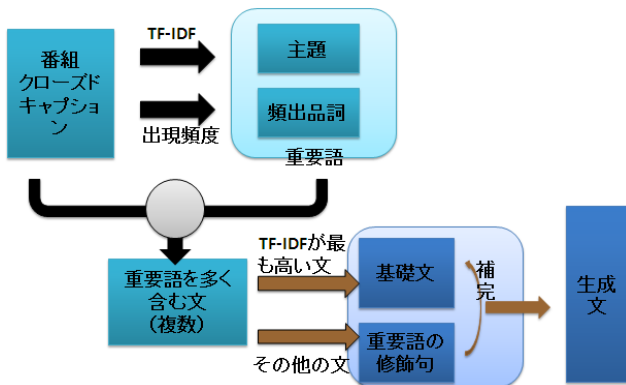 番組
クローズド
キャプショ
ン
TF-IDF
出現頻度
主題
頻出品詞
重要語
重要語を多く
含む文
(複数)
TF-IDFが最
も高い文
その他の文
基礎文
重要語の
修飾句
補
完
生成
文